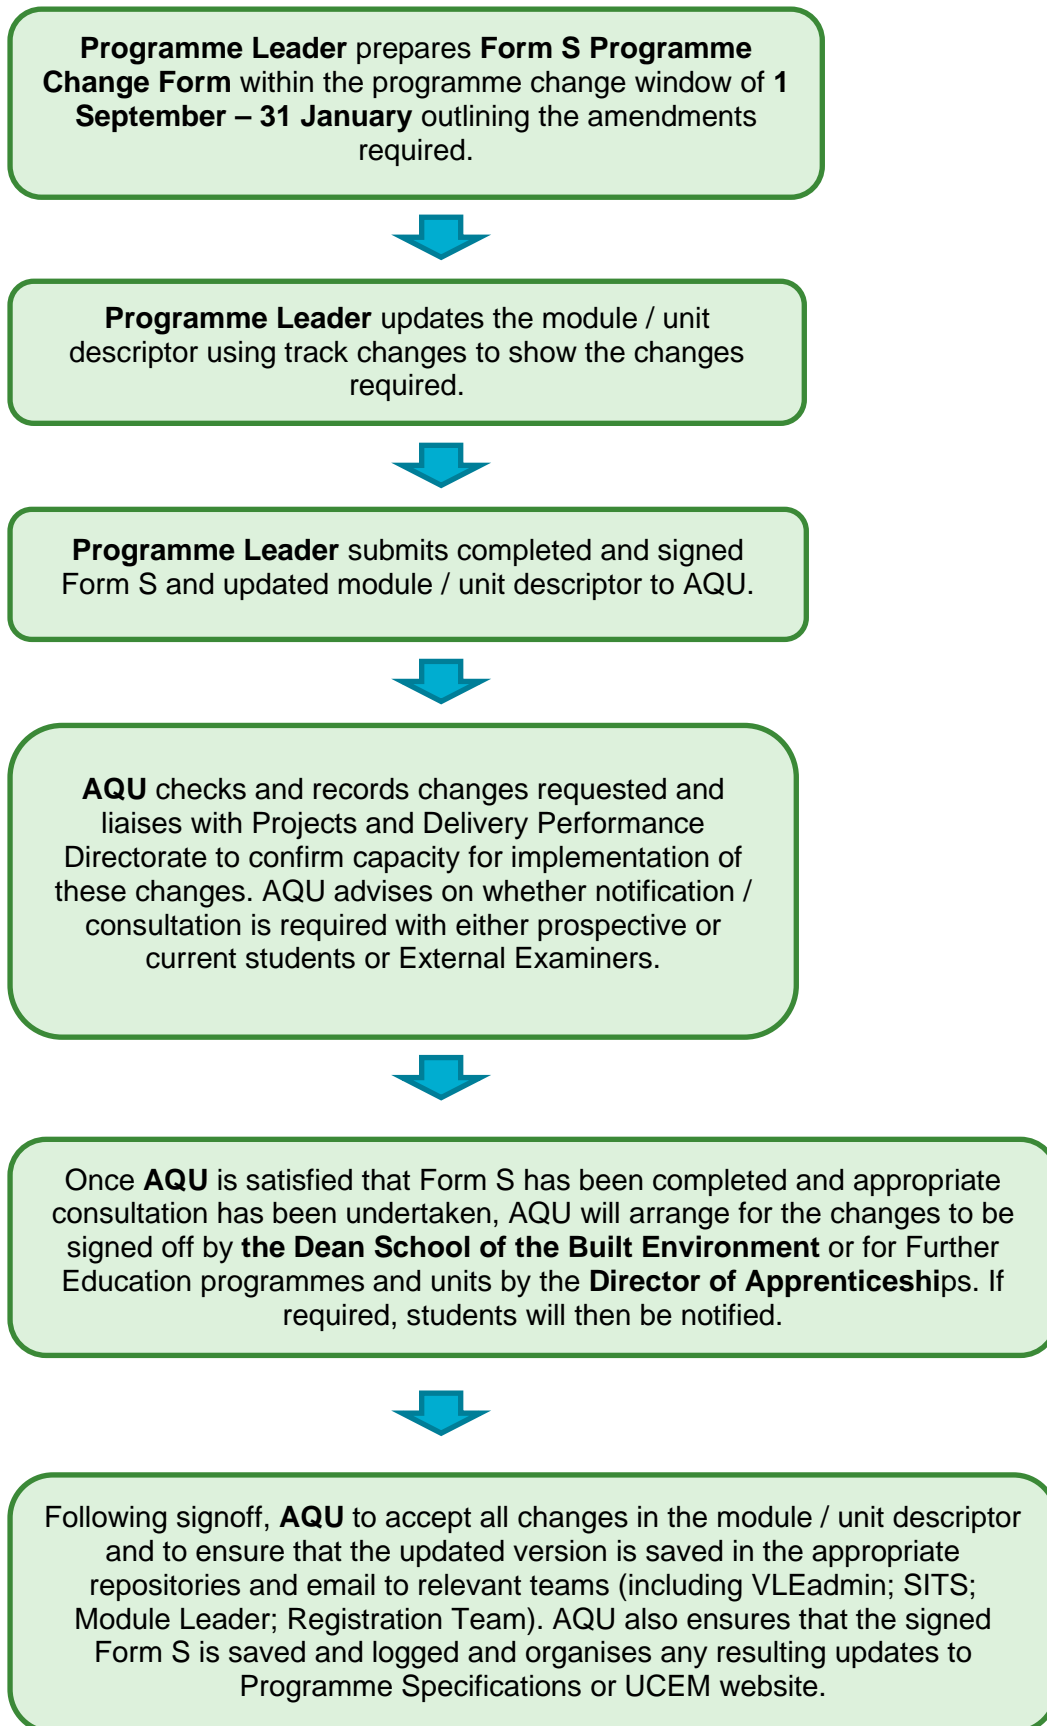 Programme Leader prepares Form S Programme
Change Form within the programme change window of 1
September – 31 January outlining the amendments
required.
Programme Leader updates the module / unit
descriptor using track changes to show the changes
required.
Programme Leader submits completed and signed
Form S and updated module / unit descriptor to AQU.
AQU checks and records changes requested and
liaises with Projects and Delivery Performance
Directorate to confirm capacity for implementation of
these changes. AQU advises on whether notification /
consultation is required with either prospective or
current students or External Examiners.
Once AQU is satisfied that Form S has been completed and appropriate
consultation has been undertaken, AQU will arrange for the changes to be
signed off by the Dean School of the Built Environment or for Further
Education programmes and units by the Director of Apprenticeships. If
required, students will then be notified.
Following signoff, AQU to accept all changes in the module / unit descriptor
and to ensure that the updated version is saved in the appropriate
repositories and email to relevant teams (including VLEadmin; SITS;
Module Leader; Registration Team). AQU also ensures that the signed
Form S is saved and logged and organises any resulting updates to
Programme Specifications or UCEM website.